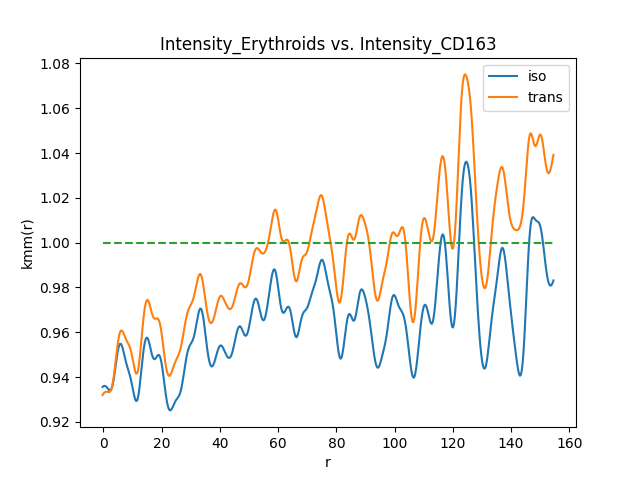 Intensity_Erythroids vs. Intensity_CD163
iso
trans
kmm(r)
1.08
1.06
1.04
1.02
1.00
0.98
0.96
0.94
0.92
0 20 40 60 80 100 120 140 160
r